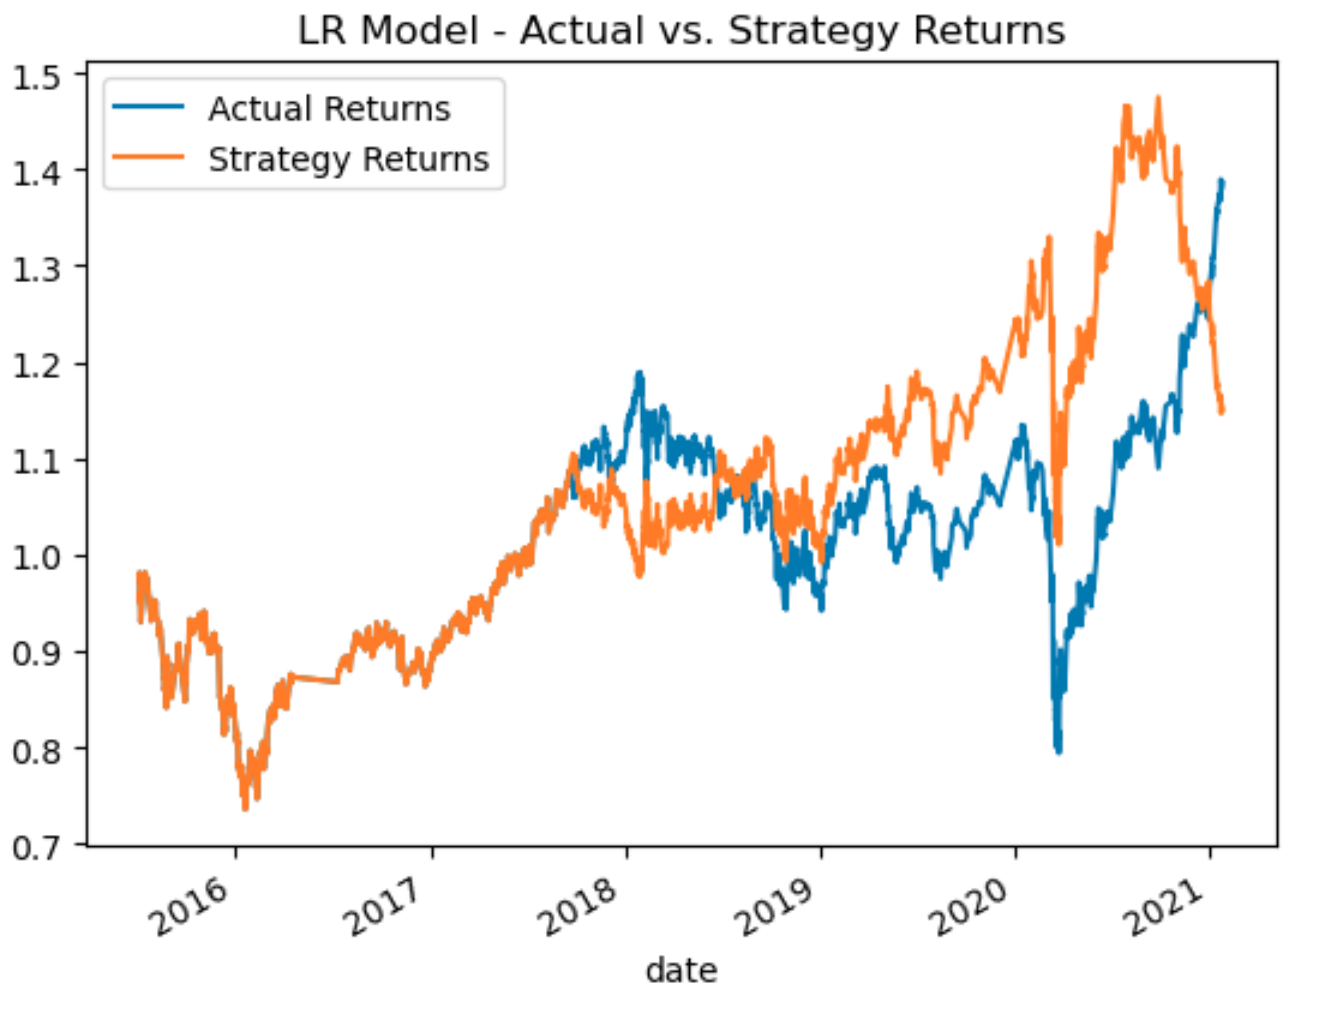 LR Model - Actual vs. Strategy Returns
1.5
Actual Returns
Strategy Returns
1.4
1.3
1.2
1.1
1.0
0.9
0.8
0.7
2016 2017 2018 2019 2020 2021
date